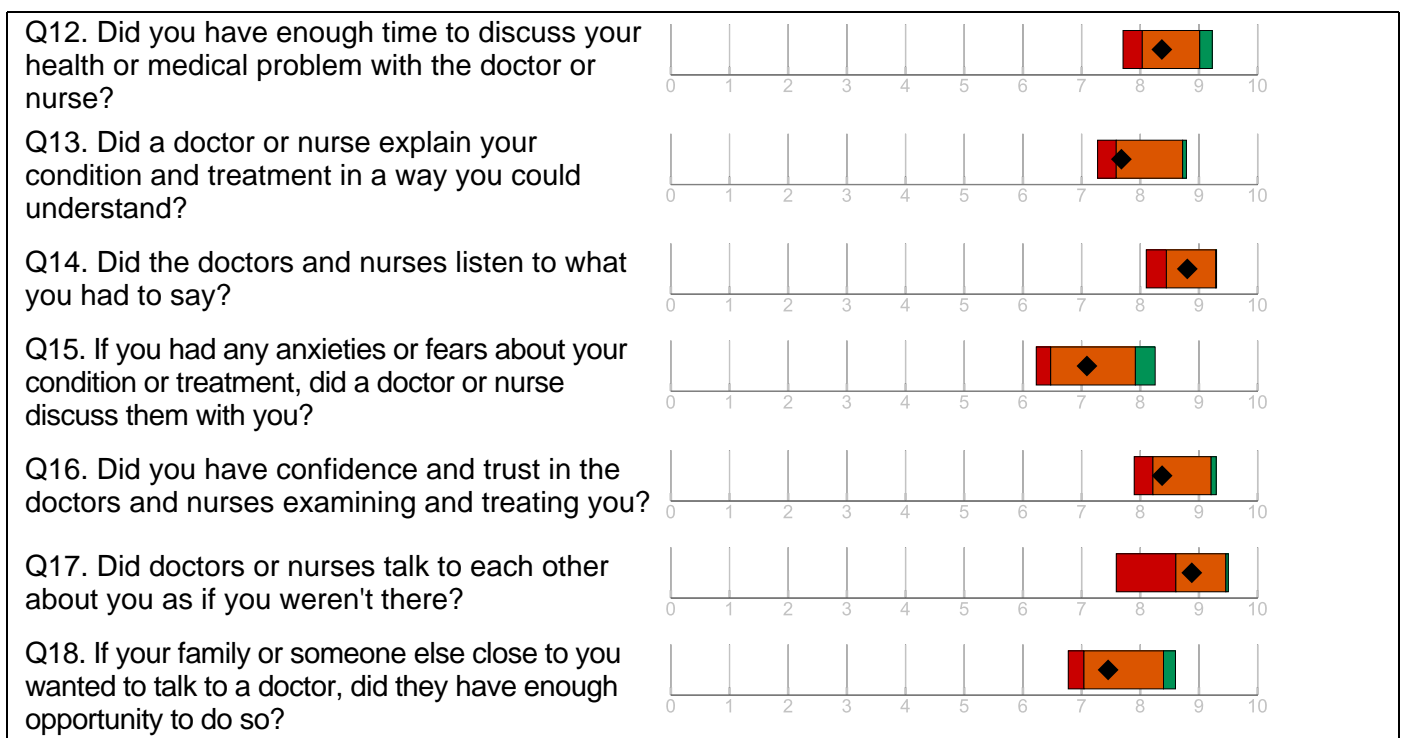 Q12. Did you have enough time to discuss your
health or medical problem with the doctor or
nurse?
0 1 2 3 4 5 6 7 8 9 10
Q13. Did a doctor or nurse explain your
condition and treatment in a way you could
understand?
0 1 2 3 4 5 6 7 8 9 10
Q14. Did the doctors and nurses listen to what
you had to say?
0 1 2 3 4 5 6 7 8 9 10
Q15. If you had any anxieties or fears about your
condition or treatment, did a doctor or nurse
discuss them with you?
0 1 2 3 4 5 6 7 8 9 10
Q16. Did you have confidence and trust in the
doctors and nurses examining and treating you?
0 1 2 3 4 5 6 7 8 9 10
Q17. Did doctors or nurses talk to each other
about you as if you weren't there?
0 1 2 3 4 5 6 7 8 9 10
Q18. If your family or someone else close to you
wanted to talk to a doctor, did they have enough
opportunity to do so?
0 1 2 3 4 5 6 7 8 9 10